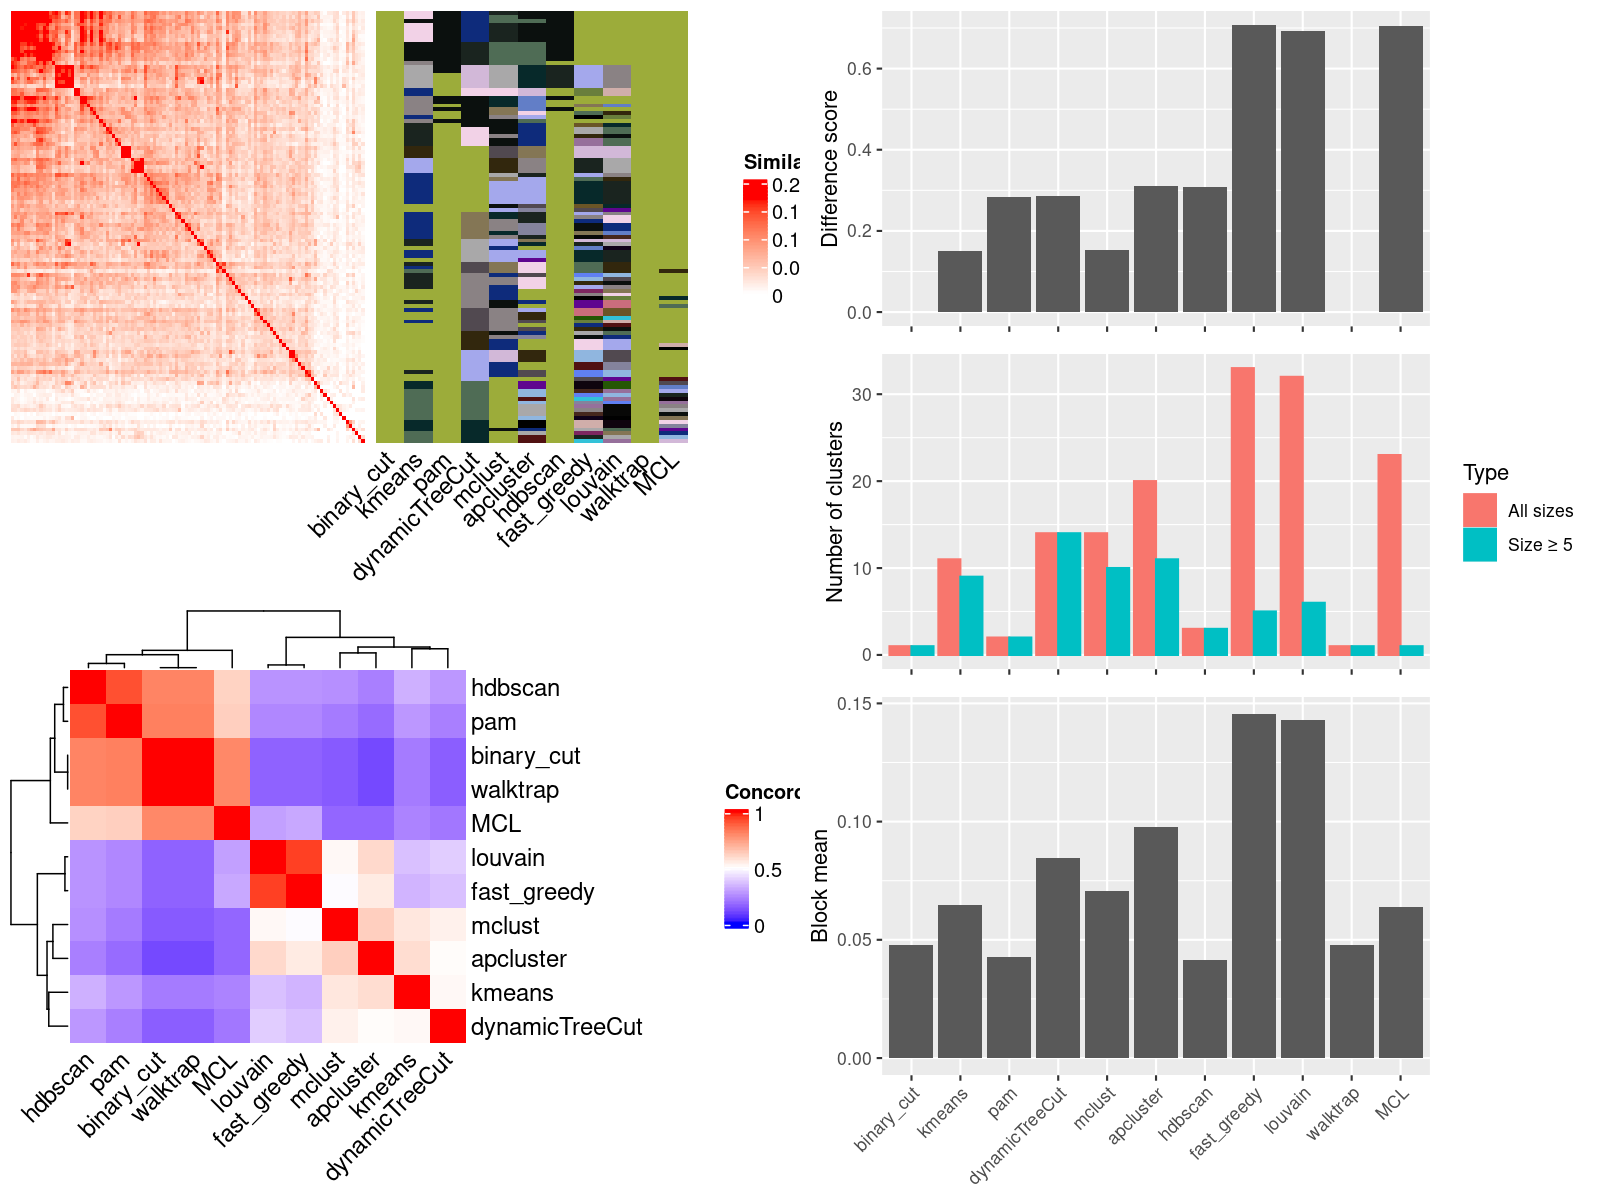 Simila
0.2
0.1
0.1
0.0
0
binary_cut
kmeans
pam
dynamicTreeCut
mclust
apcluster
hdbscan
fast_greedy
louvain
walktrap
MCL
hdbscan
pam
binary_cut
walktrap
MCL
louvain
fast_greedy
mclust
apcluster
kmeans
dynamicTreeCut
hdbscan
pam
binary_cut
walktrap
MCL
louvain
fast_greedy
mclust
apcluster
kmeans
dynamicTreeCut
Concord
1
0.5
0
Difference score
0.6
0.4
0.2
0.0
Number of clusters
30
20
10
0
Type
All sizes
Size ≥ 5
Block mean
0.15
0.10
0.05
0.00
binary_cut
kmeans
pam
dynamicTreeCut
mclust
apcluster
hdbscan
fast_greedy
louvain
walktrap
MCL